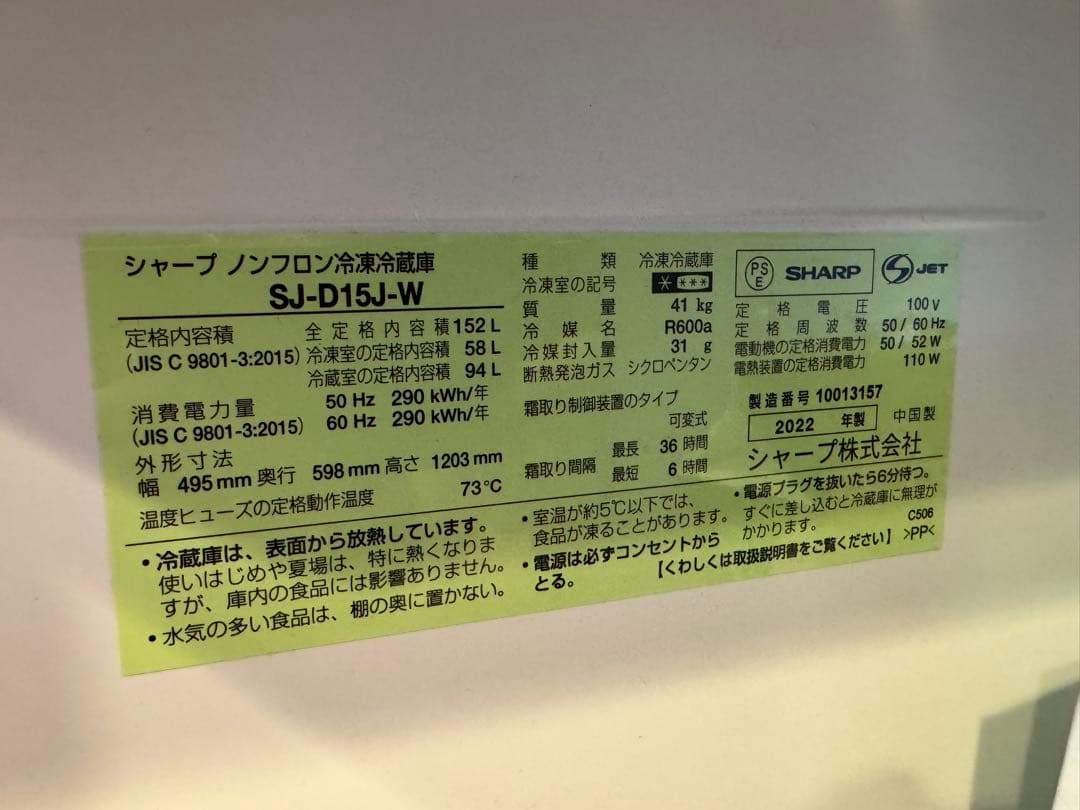 シャープ ノンフロン冷凍冷蔵庫
SJ-D15J-W
定格内容積
(JIS C 9801-3:2015)
全定格内容積 152 L
冷凍室の定格内容積 58 L
冷蔵室の定格内容積 94 L
消費電力量
(JIS C 9801-3:2015)
50 Hz 290 kWh/年
60 Hz 290 kWh/年
外形寸法
幅 495 mm 奥行 598 mm 高さ 1203 mm
温度ヒューズの定格動作温度 73℃
種類 冷凍冷蔵庫
冷凍室の記号 * ***
質量 41 kg
冷媒名 R600a
冷媒封入量 31 g
断熱発泡ガス シクロペンタン
霜取り制御装置のタイプ
可変式
霜取り間隔
最長 36 時間
最短 6 時間
PS
E
SHARP
S JET
定格電圧 100 V
定格周波数 50 / 60 Hz
電動機の定格消費電力 50 / 52 W
電熱装置の定格消費電力 110 W
製造番号 10013157
2022 年製 中国製
シャープ株式会社
・冷蔵庫は、表面から放熱しています。
使いはじめや夏場は、特に熱くなりま
すが、庫内の食品には影響ありません。
・水気の多い食品は、棚の奥に置かない。
・室温が約5℃以下では、
食品が凍ることがあります。
・電源は必ずコンセントから
とる。
・電源プラグを抜いたら6分待つ。
すぐに差し込むと冷蔵庫に無理が
かかります。
C506
【くわしくは取扱説明書をご覧ください】 >PP<